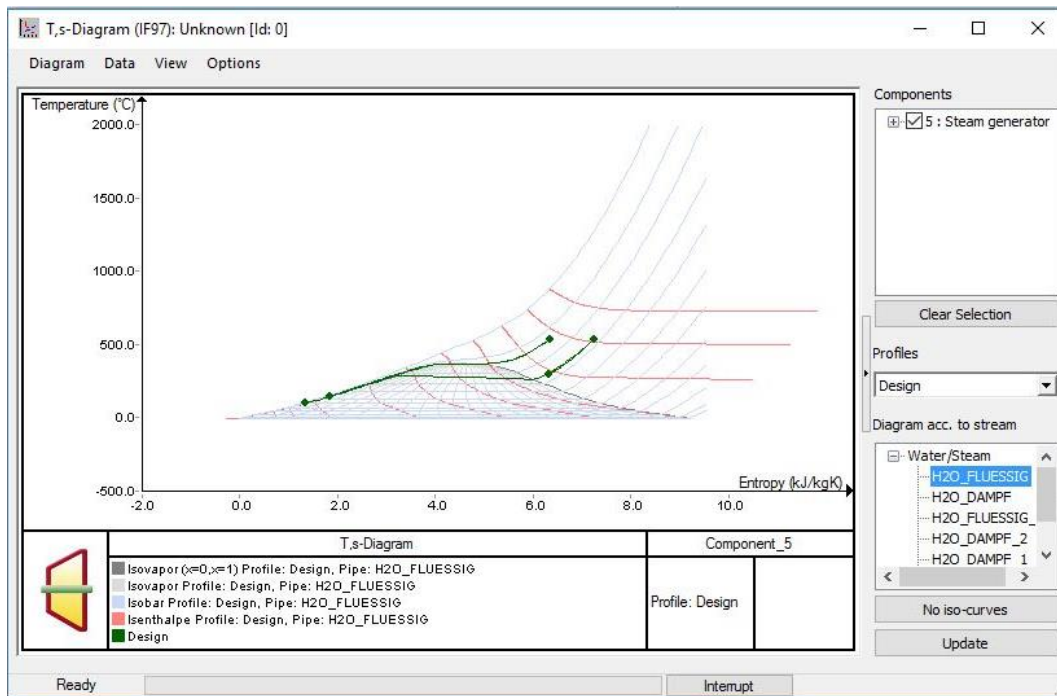 T,s-Diagram (IF97): Unknown [Id: 0]
Diagram Data View Options
Temperature (°C)
2000.0
1500.0
1000.0
500.0
0.0
-500.0
-2.0 0.0 2.0 4.0 6.0 8.0 10.0
Entropy (kJ/kgK)
T,s-Diagram
Component_5
Isovapor (x=0,x=1) Profile: Design, Pipe: H2O_FLUESSIG
Isovapor Profile: Design, Pipe: H2O_FLUESSIG
Isobar Profile: Design, Pipe: H2O_FLUESSIG
Isenthalpe Profile: Design, Pipe: H2O_FLUESSIG
Design
Profile: Design
Components
5 : Steam generator
Clear Selection
Profiles
Design
Diagram acc. to stream
Water/Steam
H2O_FLUESSIG
H2O_DAMPF
H2O_FLUESSIG_
H2O_DAMPF_2
H2O_DAMPF_1
No iso-curves
Update
Ready
Interrupt